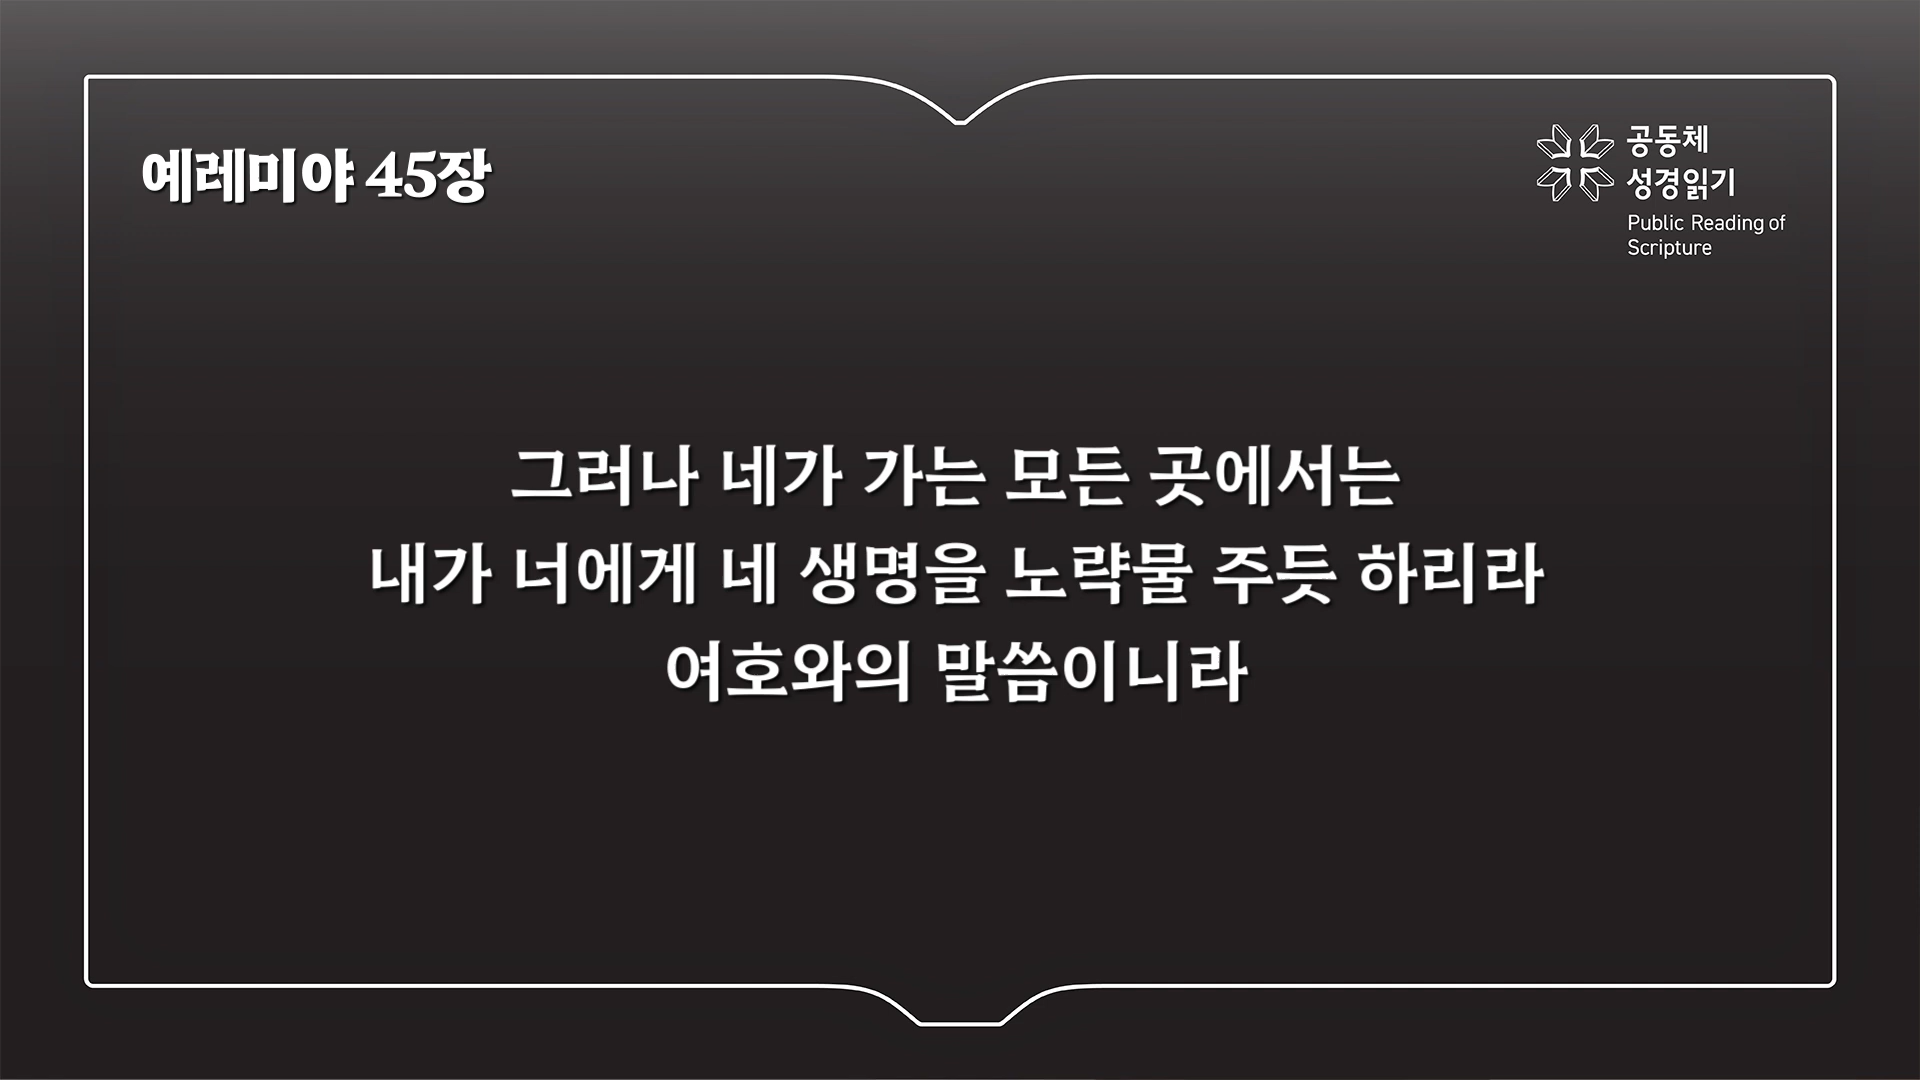 예레미야 45장
공동체
성경읽기
Public Reading of
Scripture
그러나 네가 가는 모든 곳에서는
내가 너에게 네 생명을 노략물 주듯 하리라
여호와의 말씀이니라